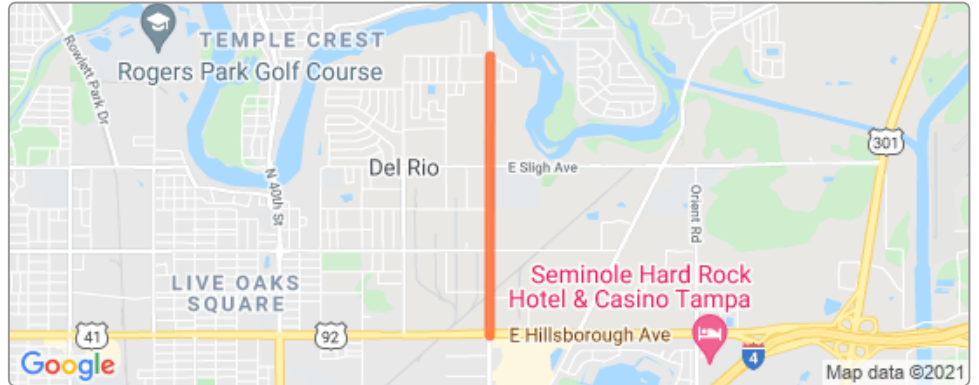 TEMPLE CREST
Rogers Park Golf Course
Rowlett Park Dr
301
Del Rio
E Sligh Ave
N 40th St
Orient Rd
LIVE OAKS
SQUARE
Seminole Hard Rock
Hotel & Casino Tampa
41
92
E Hillsborough Ave
4
Google
Map data ©2021